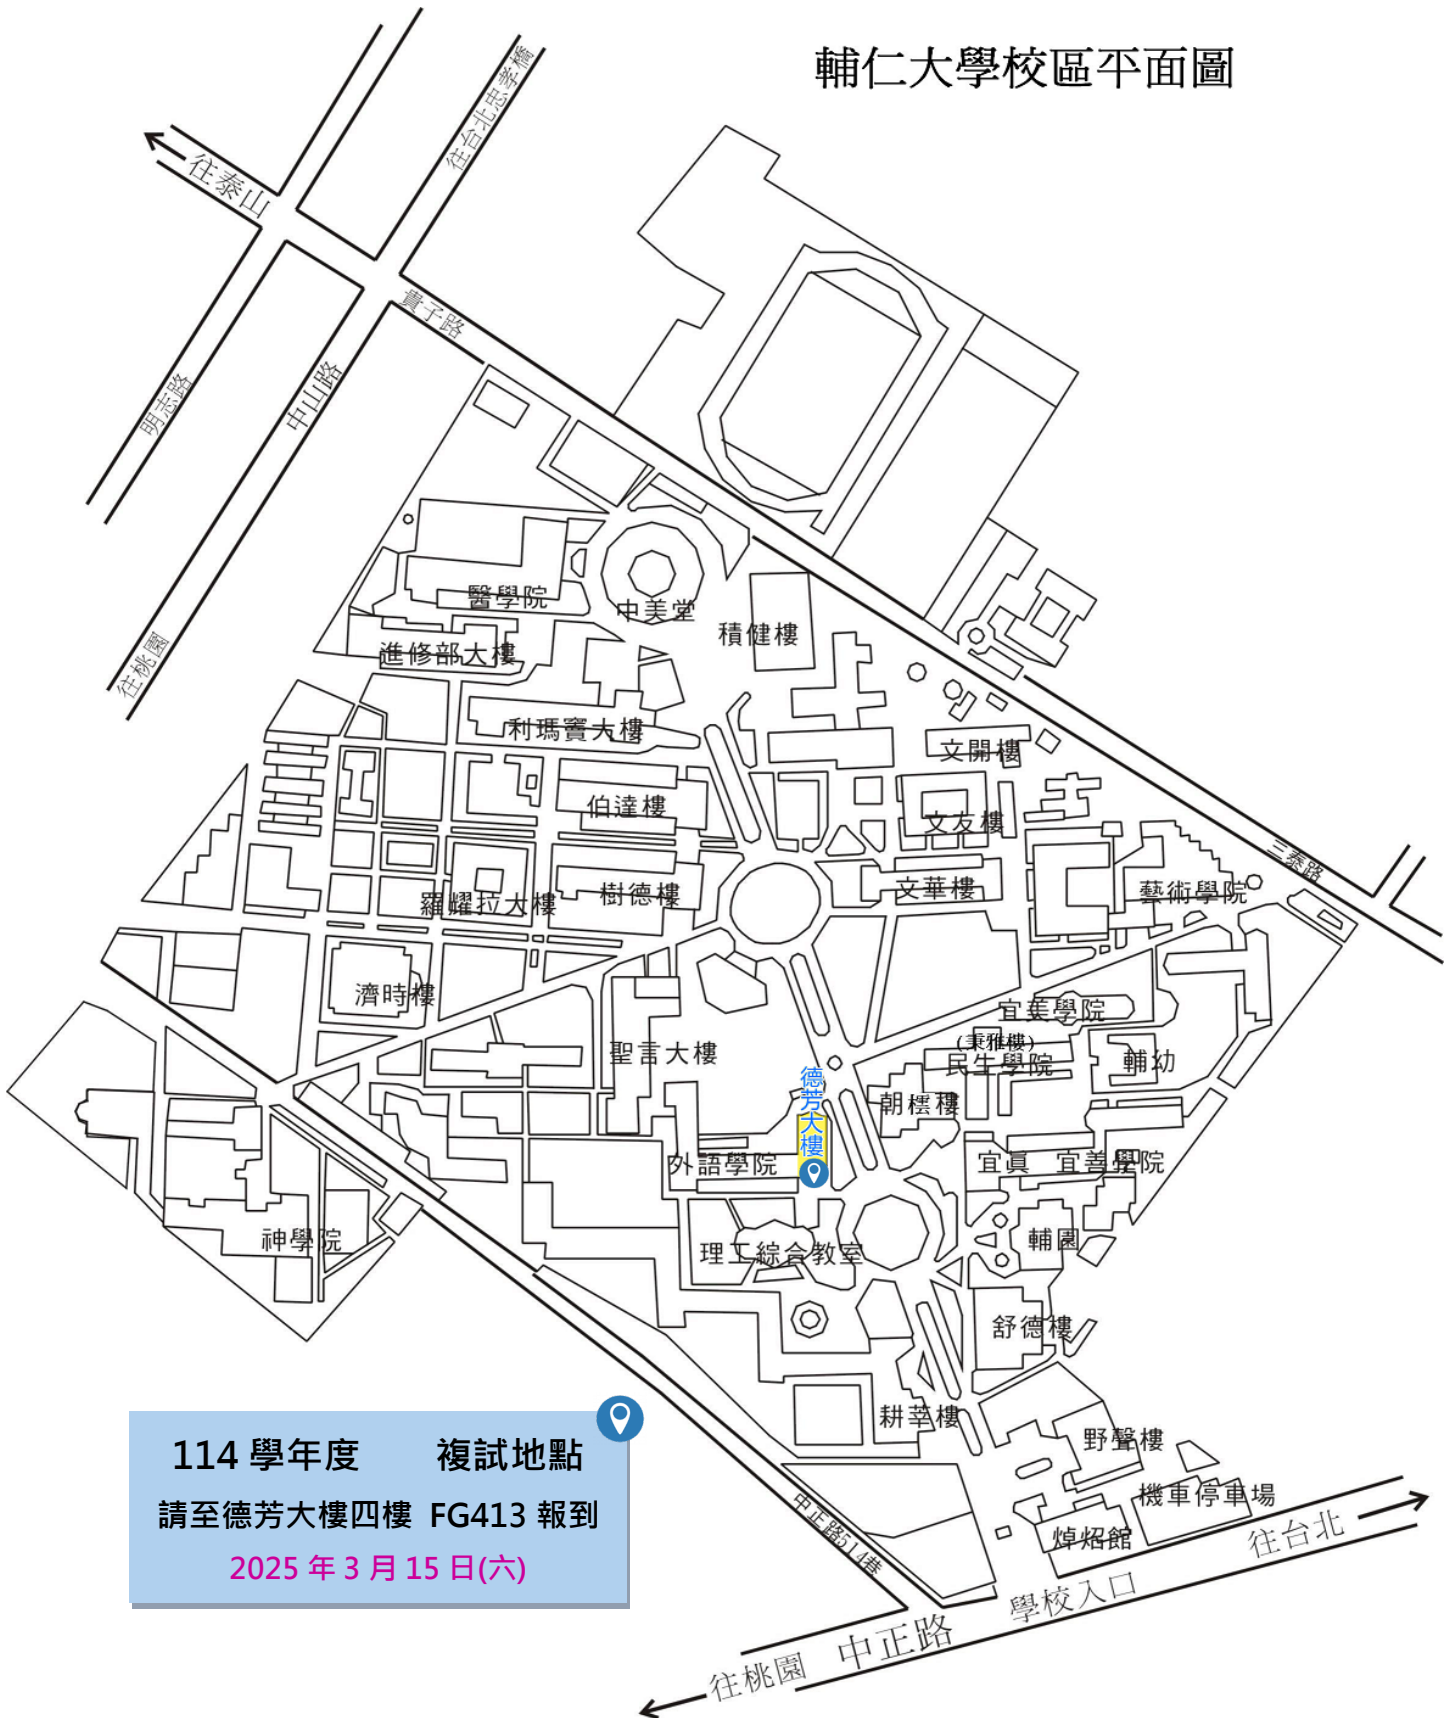 輔仁大學校區平面圖
往台北忠孝橋
往泰山
貴子路
明志路
中山路
往桃園
醫學院
中美堂
積健樓
進修部大樓
利瑪竇大樓
文開樓
伯達樓
文友樓
三泰路
羅耀拉大樓
樹德樓
文華樓
藝術學院
濟時樓
宜美學院
聖言大樓
(秉雅樓)
民生學院
輔幼
德芳大樓
朝橒樓
外語學院
宜真 宜善學院
神學院
理工綜合教室
輔園
舒德樓
耕莘樓
野聲樓
機車停車場
焯炤館
中正路514巷
往台北
學校入口
中正路
往桃園
114 學年度 複試地點
請至德芳大樓四樓 FG413 報到
2025 年 3 月 15 日(六)